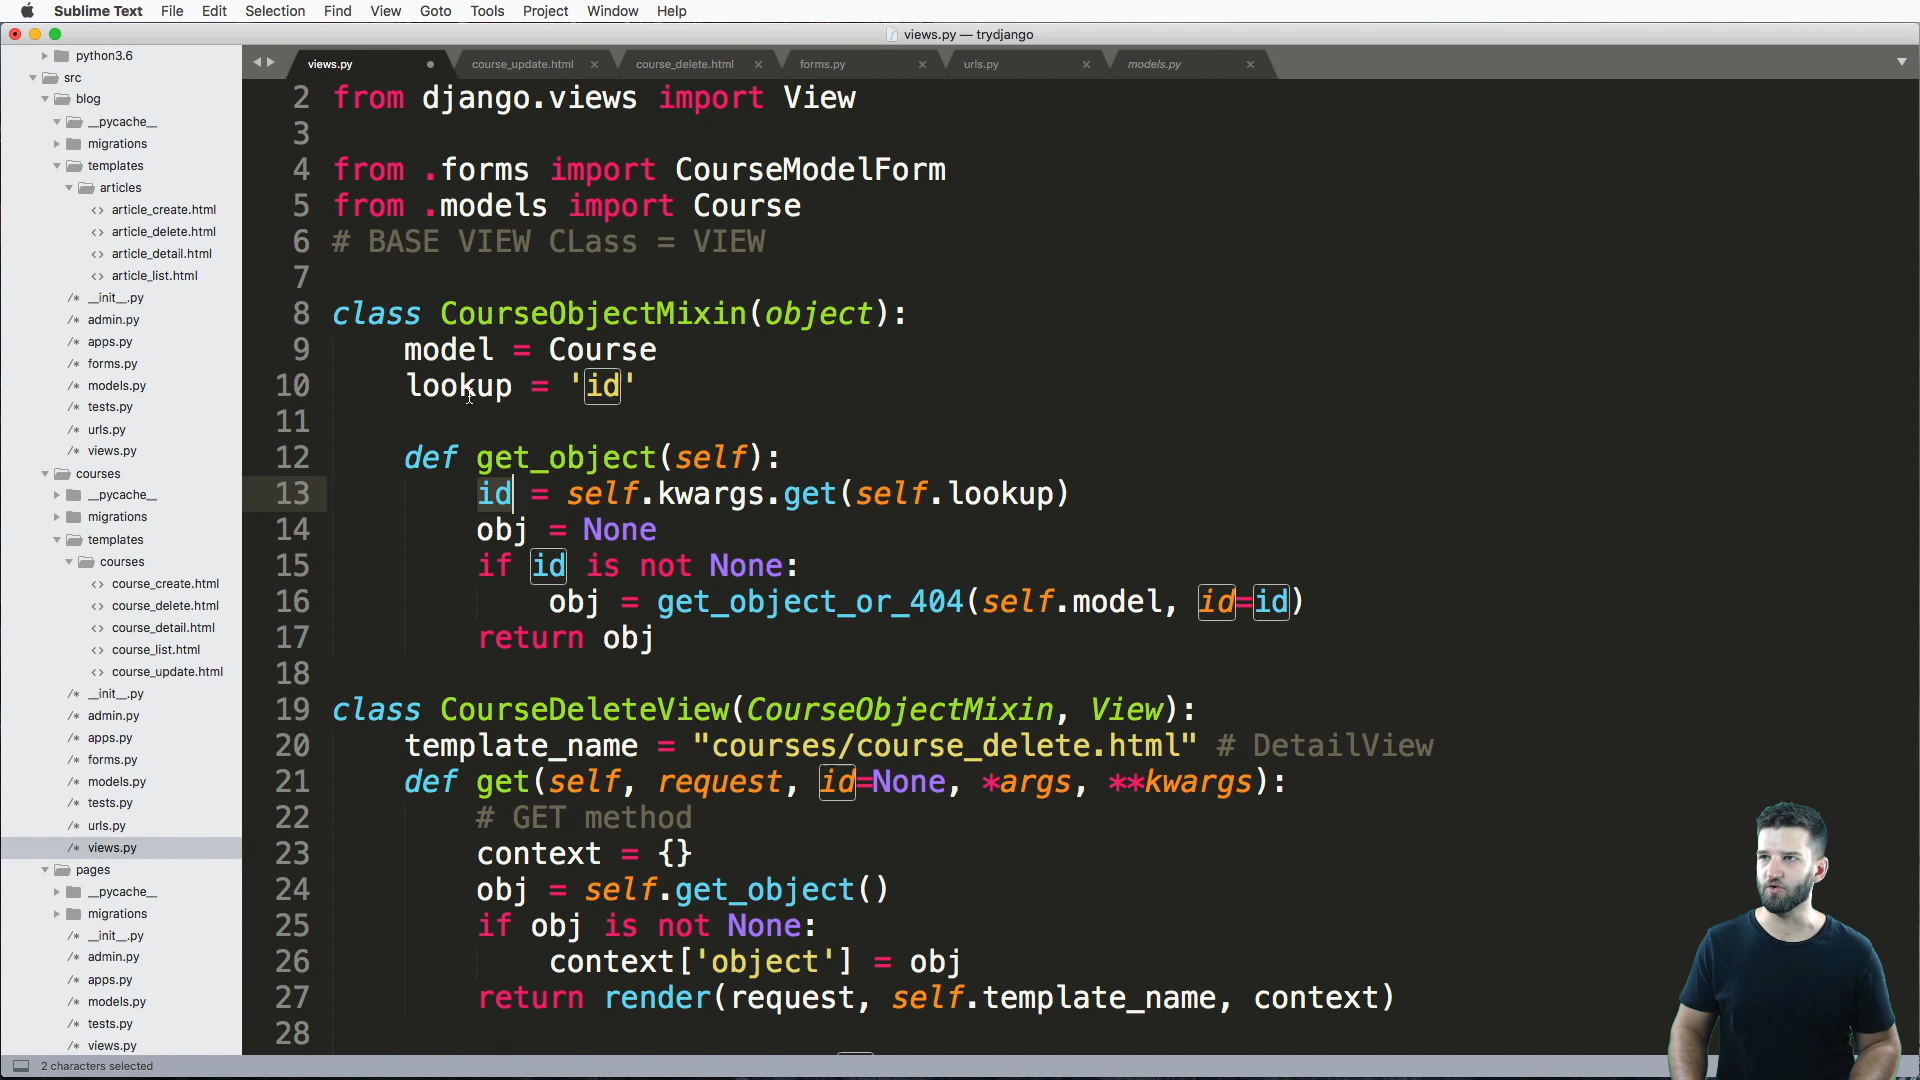 Sublime Text File Edit Selection Find View Goto Tools Project Window Help
views.py — trydjango
python3.6
src
blog
__pycache__
migrations
templates
articles
<> article_create.html
<> article_delete.html
<> article_detail.html
<> article_list.html
/* __init__.py
/* admin.py
/* apps.py
/* forms.py
/* models.py
/* tests.py
/* urls.py
/* views.py
courses
__pycache__
migrations
templates
courses
<> course_create.html
<> course_delete.html
<> course_detail.html
<> course_list.html
<> course_update.html
/* __init__.py
/* admin.py
/* apps.py
/* forms.py
/* models.py
/* tests.py
/* urls.py
/* views.py
pages
__pycache__
migrations
/* __init__.py
/* admin.py
/* apps.py
/* models.py
/* tests.py
/* views.py
views.py course_update.html course_delete.html forms.py urls.py models.py
2 from django.views import View
3
4 from .forms import CourseModelForm
5 from .models import Course
6 # BASE VIEW CLass = VIEW
7
8 class CourseObjectMixin(object):
9 model = Course
10 lookup = 'id'
11
12 def get_object(self):
13 id = self.kwargs.get(self.lookup)
14 obj = None
15 if id is not None:
16 obj = get_object_or_404(self.model, id=id)
17 return obj
18
19 class CourseDeleteView(CourseObjectMixin, View):
20 template_name = "courses/course_delete.html" # DetailView
21 def get(self, request, id=None, *args, **kwargs):
22 # GET method
23 context = {}
24 obj = self.get_object()
25 if obj is not None:
26 context['object'] = obj
27 return render(request, self.template_name, context)
28
2 characters selected